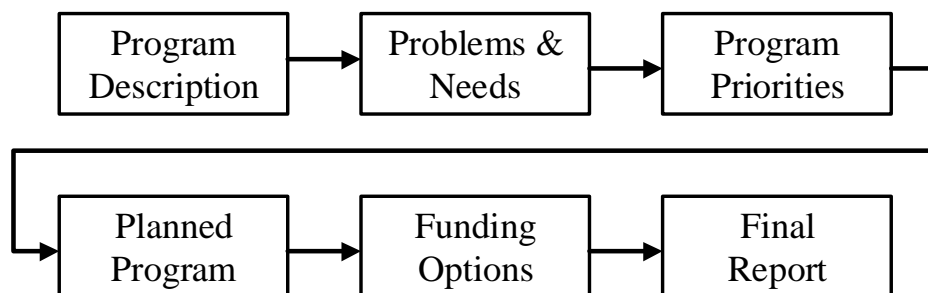 Program
Description
Problems &
Needs
Program
Priorities
Planned
Program
Funding
Options
Final
Report